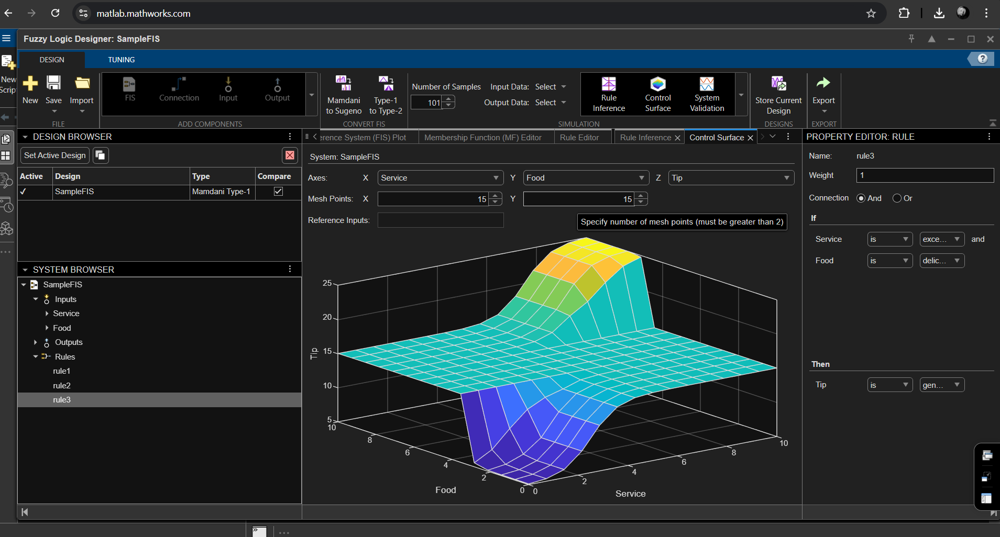 matlab.mathworks.com
Fuzzy Logic Designer: SampleFIS
DESIGN
TUNING
New
Script
New
Save
Import
FILE
FIS
Connection
Input
Output
ADD COMPONENTS
Mamdani
to Sugeno
Type-1
to Type-2
CONVERT FIS
Number of Samples
101
Input Data: Select
Output Data: Select
Rule
Inference
Control
Surface
System
Validation
SIMULATION
Store Current
Design
DESIGNS
Export
EXPORT
DESIGN BROWSER
Set Active Design
Active Design Type Compare
SampleFIS Mamdani Type-1
SYSTEM BROWSER
SampleFIS
Inputs
Service
Food
Outputs
Rules
rule1
rule2
rule3
erence System (FIS) Plot
Membership Function (MF) Editor
Rule Editor
Rule Inference
Control Surface
System: SampleFIS
Axes: X Service Y Food Z Tip
Mesh Points: X 15 Y 15
Reference Inputs:
Specify number of mesh points (must be greater than 2)
25
20
15
10
5
Tip
10
8
6
4
2
0
Food
0
2
4
6
8
10
Service
PROPERTY EDITOR: RULE
Name: rule3
Weight 1
Connection And Or
If
Service is exce... and
Food is delic...
Then
Tip is gen...